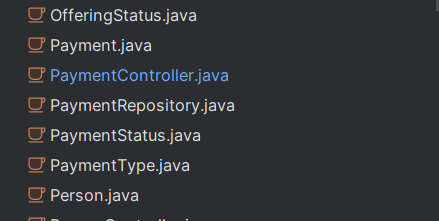 OfferingStatus.java
Payment.java
PaymentController.java
PaymentRepository.java
PaymentStatus.java
PaymentType.java
Person.java